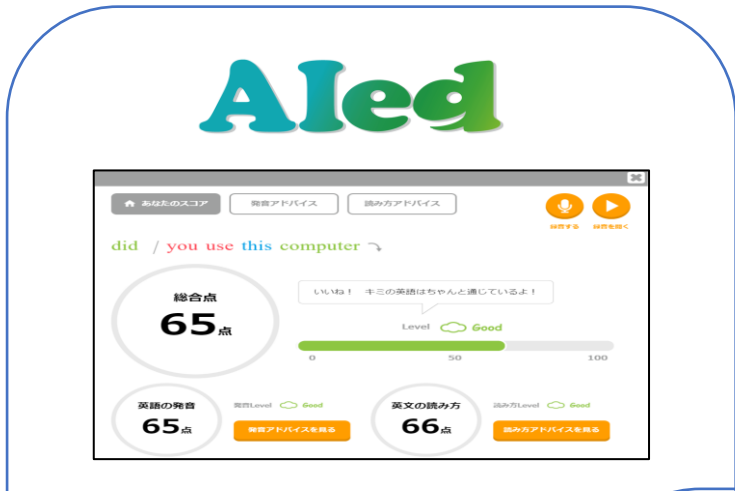 AIed
あなたのスコア 発音アドバイス 読み方アドバイス
録音する 録音を聴く
did / you use this computer
いいね！ キミの英語はちゃんと通じているよ！
総合点
65点
Level Good
0 50 100
英語の発音
65点
発音Level Good
発音アドバイスを見る
英文の読み方
66点
読み方Level Good
読み方アドバイスを見る